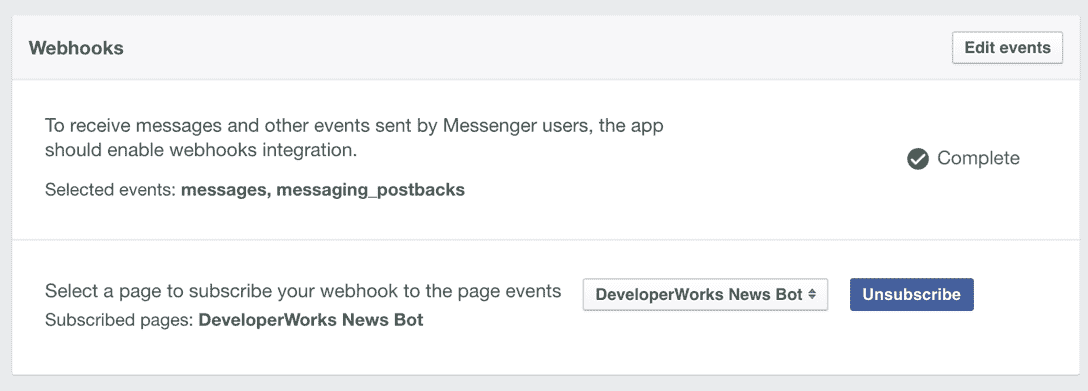 Webhooks
Edit events
To receive messages and other events sent by Messenger users, the app
should enable webhooks integration.
Complete
Selected events: messages, messaging_postbacks
Select a page to subscribe your webhook to the page events
DeveloperWorks News Bot
Unsubscribe
Subscribed pages: DeveloperWorks News Bot